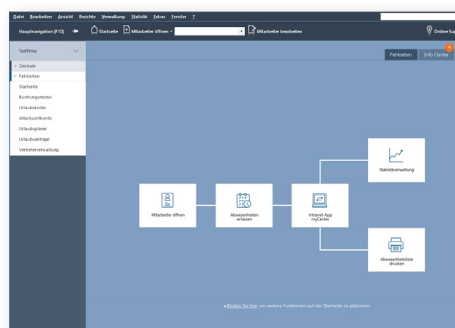 Datei Bearbeiten Ansicht Berichte Verwaltung Statistik Extras Fenster ?
Hauptnavigation [F10] Startseite Mitarbeiter öffnen Mitarbeiter bearbeiten Online Sup
Testfirma
Fehlzeiten Info Center
Zentrale
Fehlzeiten
Startseite
Buchungsmodul
Urlaubskonto
Arbeitszeitkonto
Urlaubsplaner
Urlaubsanträge
Vertreterverwaltung
Statistikverwaltung
Mitarbeiter öffnen
Abwesenheiten
erfassen
Intranet-App
myCenter
Abwesenheitsliste
drucken
Klicken Sie hier, um weitere Funktionen auf der Startseite zu platzieren.